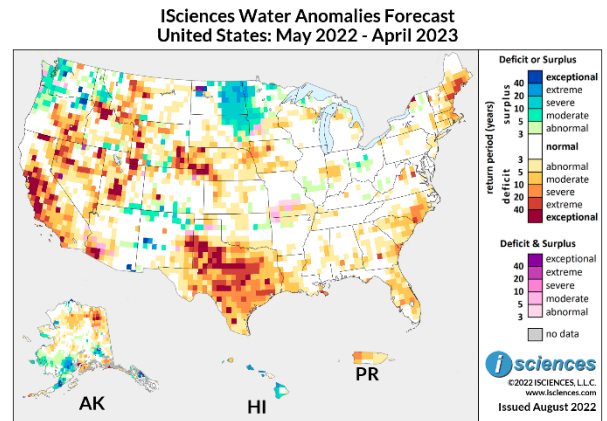 ISciences Water Anomalies Forecast
United States: May 2022 - April 2023
Deficit or Surplus
return period (years)
surplus
deficit
40
20
10
5
3
exceptional
extreme
severe
moderate
abnormal
normal
3
5
10
20
40
abnormal
moderate
severe
extreme
exceptional
Deficit & Surplus
40
20
10
5
3
exceptional
extreme
severe
moderate
abnormal
no data
isciences
©2022 ISCIENCES, L.L.C.
www.isciences.com
Issued August 2022
AK
HI
PR